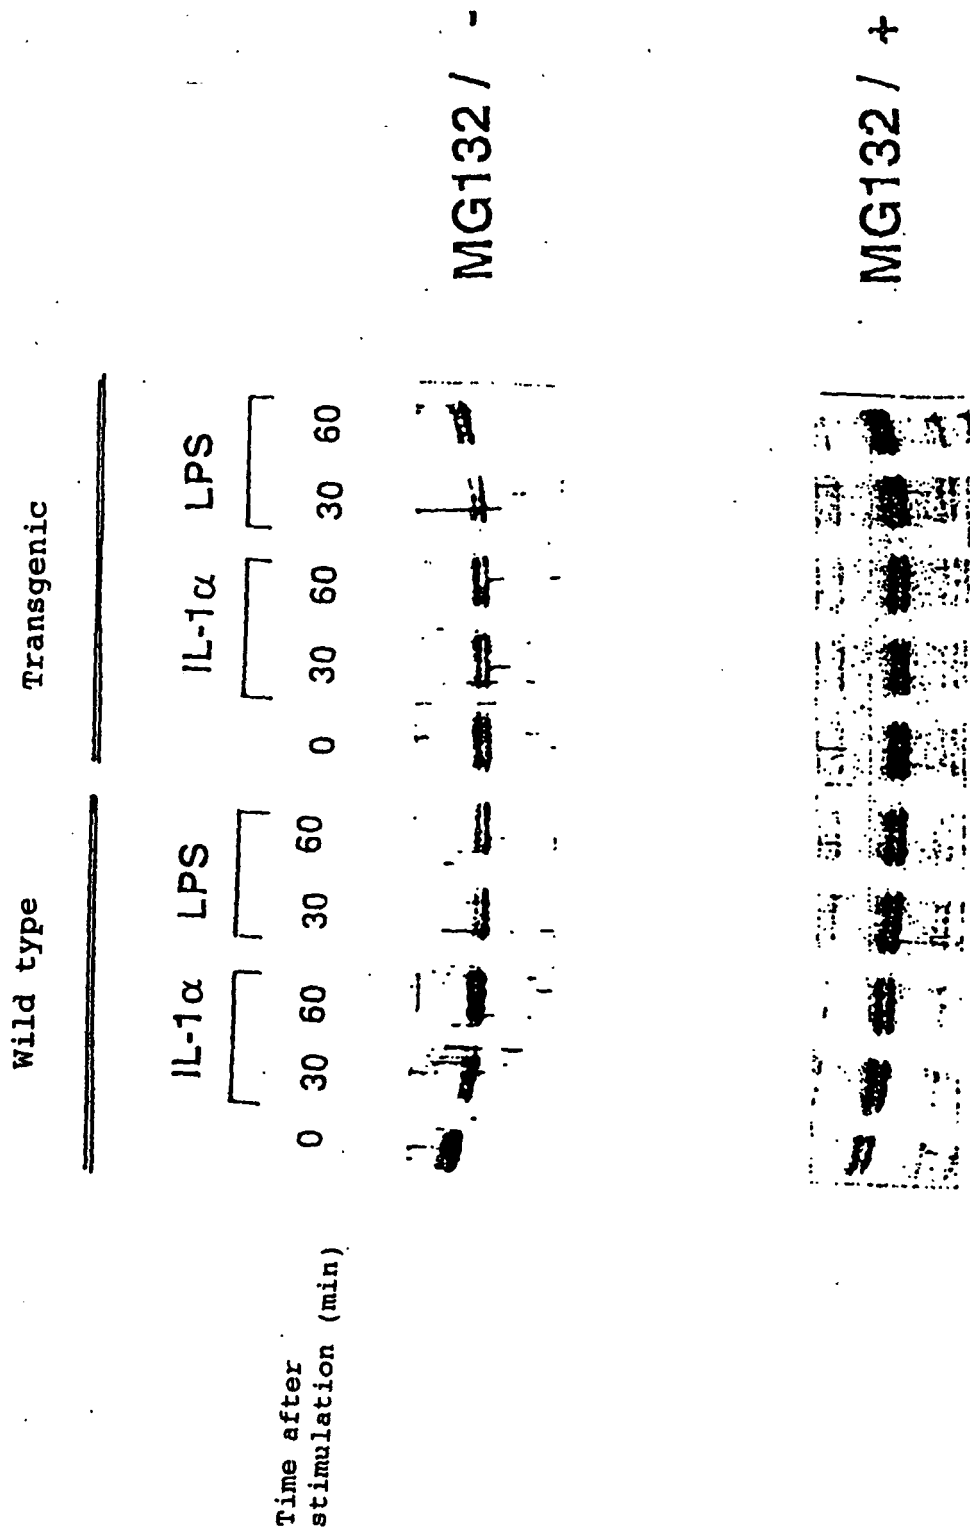 Wild type Transgenic
IL-1α LPS IL-1α LPS
Time after
stimulation (min)
0 30 60 30 60 0 30 60 30 60
MG132 / -
MG132 / +